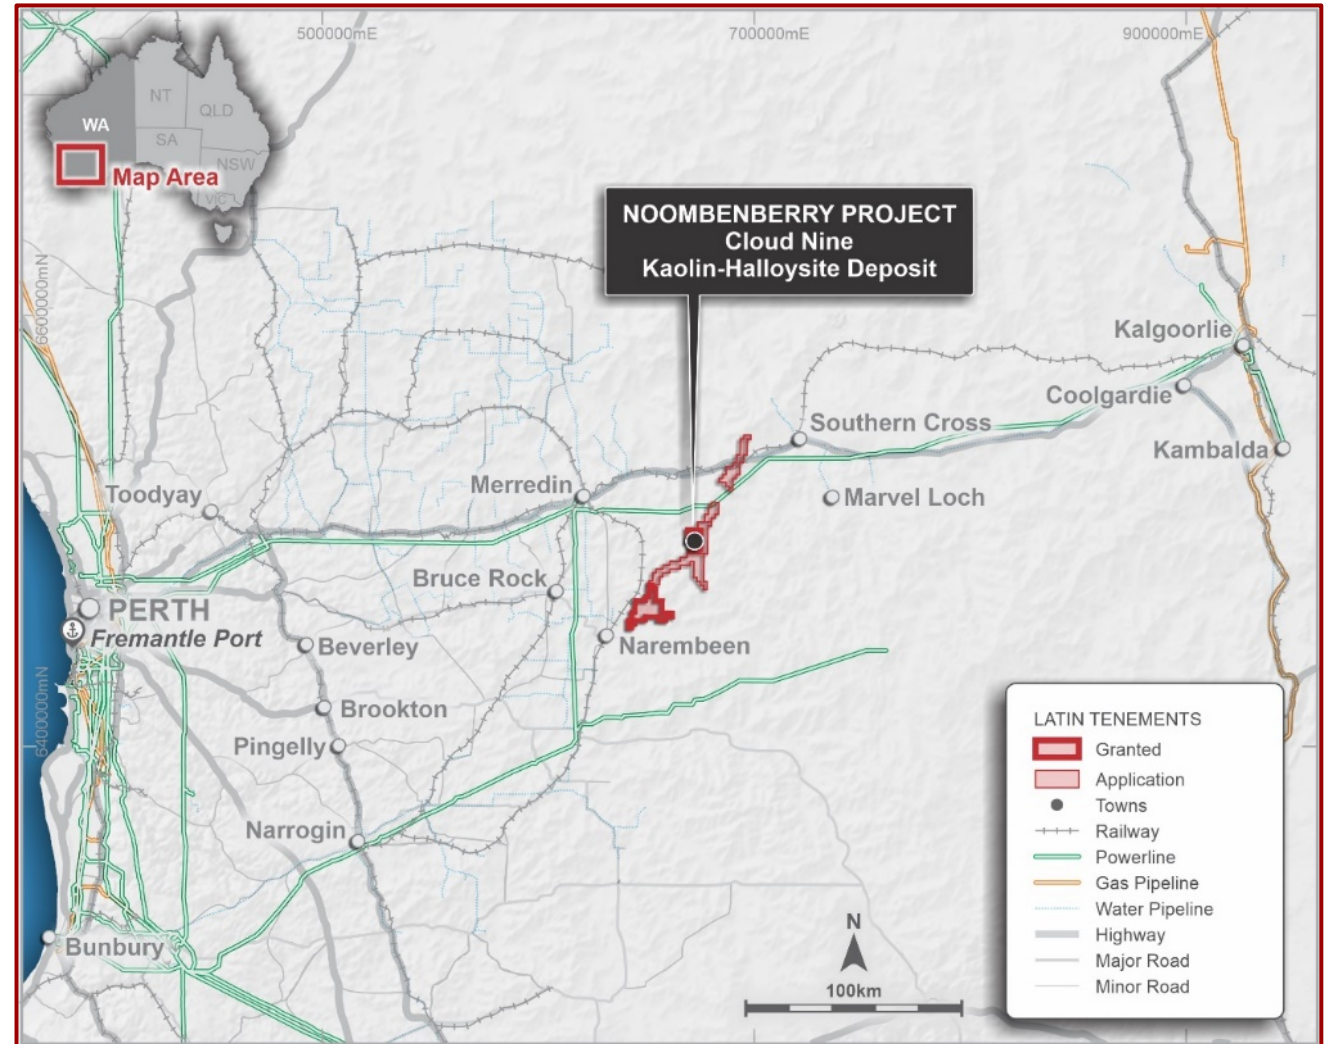 500000mE
700000mE
900000mE
6600000mN
6400000mN
NT
QLD
WA
SA
NSW
VIC
Map Area
NOOMBENBERRY PROJECT
Cloud Nine
Kaolin-Halloysite Deposit
Kalgoorlie
Coolgardie
Southern Cross
Kambalda
Merredin
Toodyay
Marvel Loch
Bruce Rock
PERTH
Fremantle Port
Beverley
Narembeen
Brookton
Pingelly
Narrogin
Bunbury
N
100km
LATIN TENEMENTS
Granted
Application
Towns
Railway
Powerline
Gas Pipeline
Water Pipeline
Highway
Major Road
Minor Road